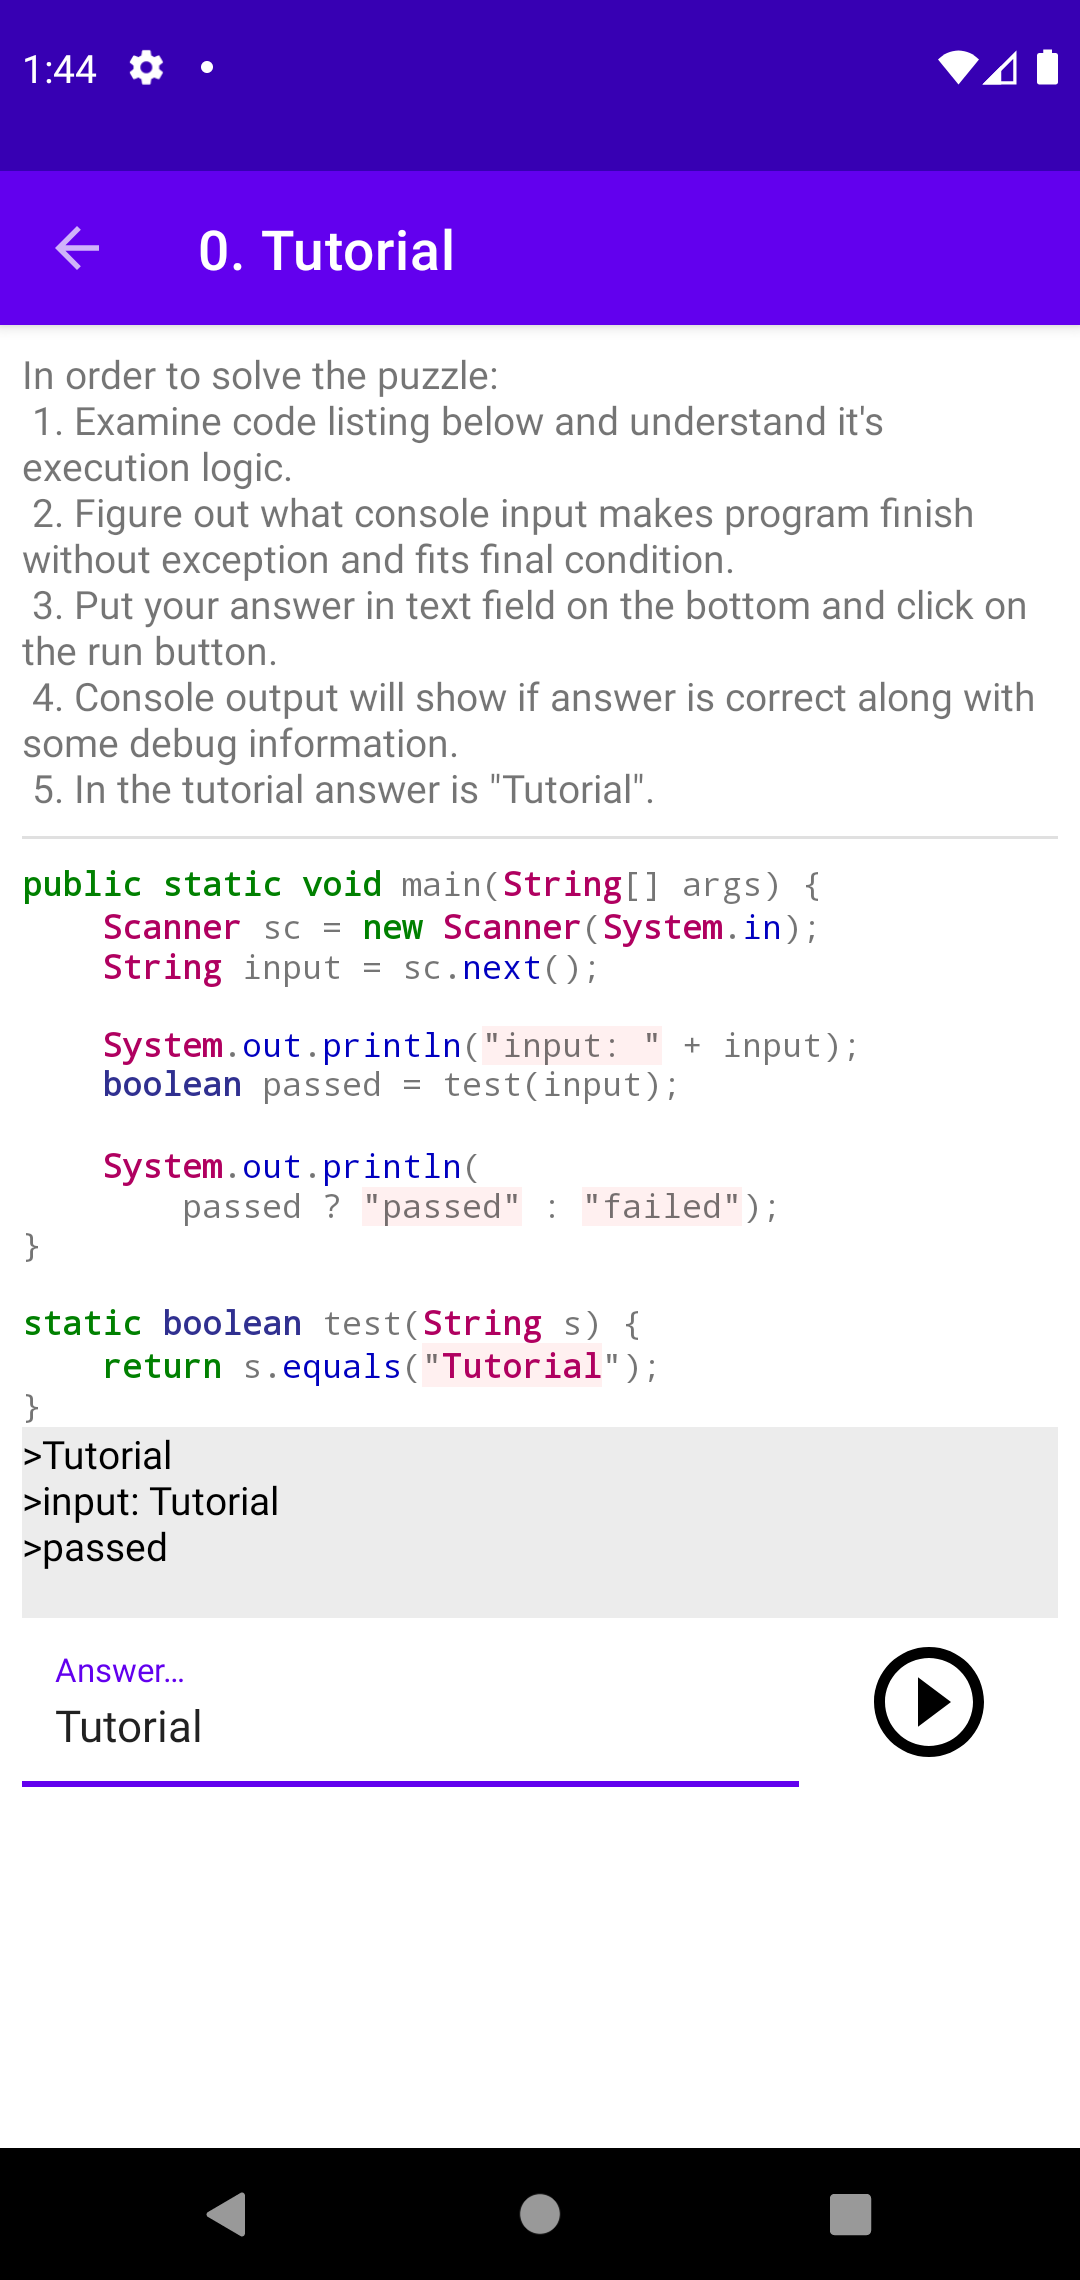 1:44
0. Tutorial
In order to solve the puzzle:
1. Examine code listing below and understand it's
execution logic.
2. Figure out what console input makes program finish
without exception and fits final condition.
3. Put your answer in text field on the bottom and click on
the run button.
4. Console output will show if answer is correct along with
some debug information.
5. In the tutorial answer is "Tutorial".
public static void main(String[] args) {
    Scanner sc = new Scanner(System.in);
    String input = sc.next();
    System.out.println("input: " + input);
    boolean passed = test(input);
    System.out.println(
        passed ? "passed" : "failed");
}
static boolean test(String s) {
    return s.equals("Tutorial");
}
>Tutorial
>input: Tutorial
>passed
Answer...
Tutorial